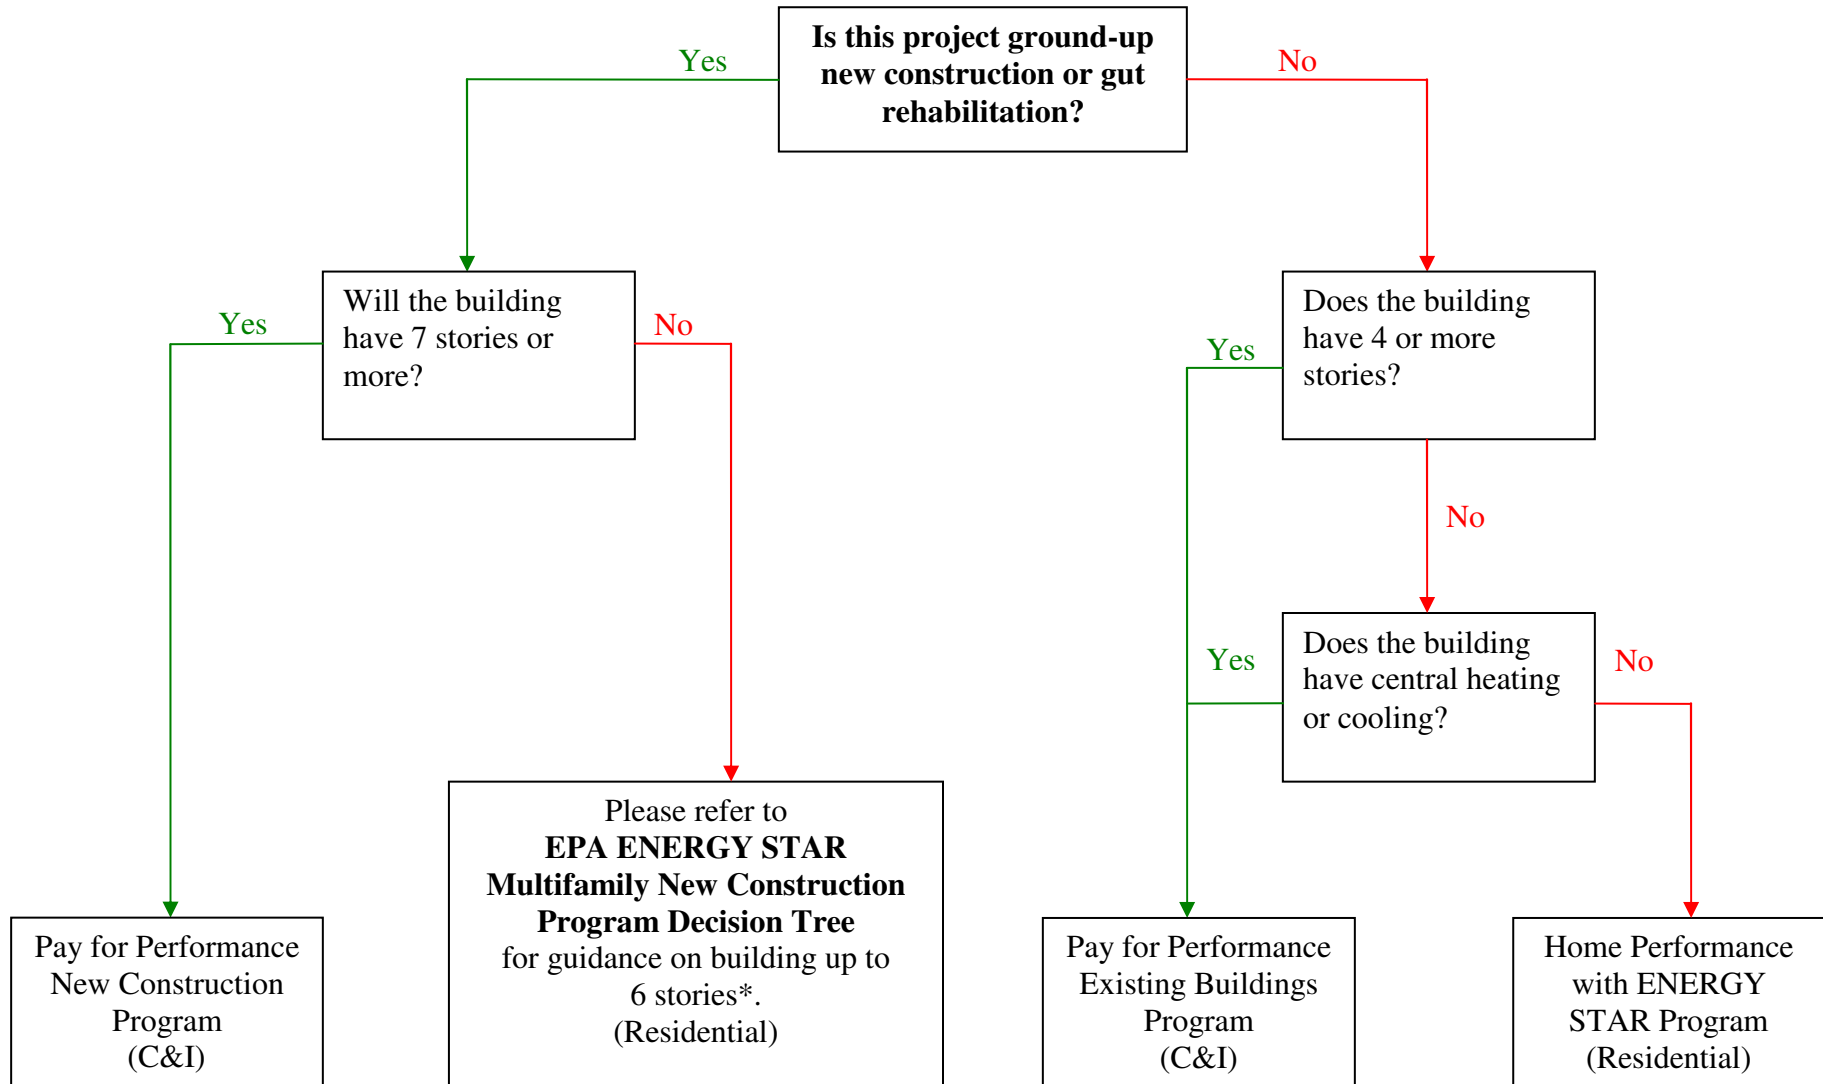 Is this project ground-up
new construction or gut
rehabilitation?
Yes
No
Will the building
have 7 stories or
more?
Yes
No
Does the building
have 4 or more
stories?
Yes
No
Does the building
have central heating
or cooling?
Yes
No
Please refer to
EPA ENERGY STAR
Multifamily New Construction
Program Decision Tree
for guidance on building up to
6 stories*.
(Residential)
Pay for Performance
New Construction
Program
(C&I)
Pay for Performance
Existing Buildings
Program
(C&I)
Home Performance
with ENERGY
STAR Program
(Residential)